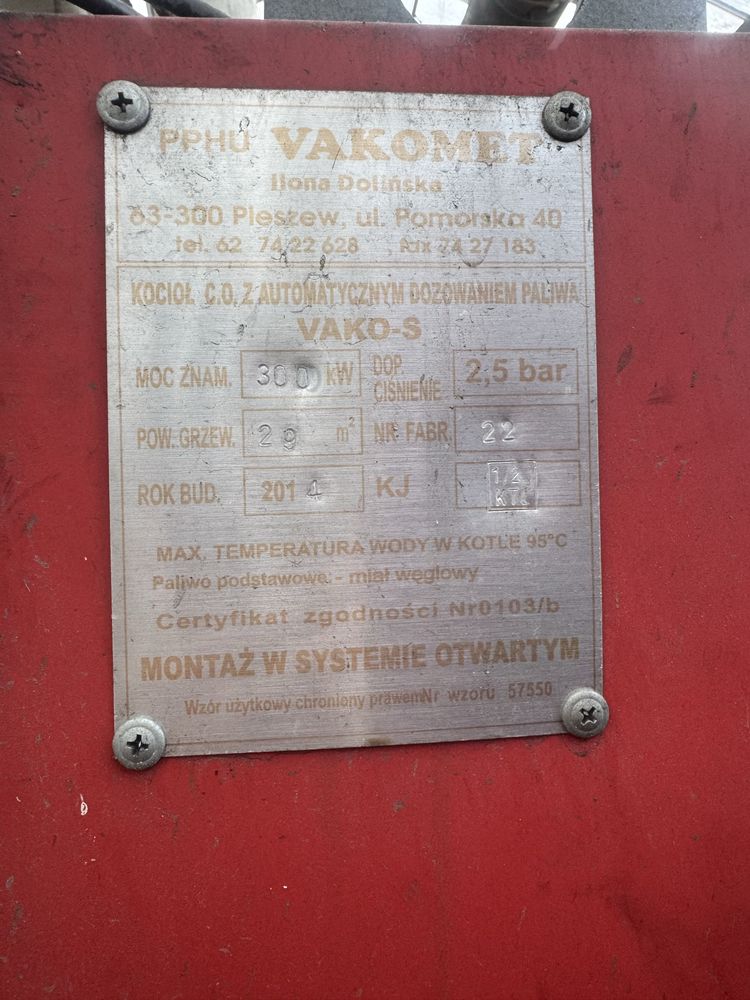 PPHU VAKOMET
Ilona Dolińska
63-300 Pleszew, ul. Pomorska 40
tel. 62 74 22 628 fax 74 27 183
KOCIOŁ C.O. Z AUTOMATYCZNYM DOZOWANIEM PALIWA
VAKO-S
MOC ZNAM. 300 kW DOP. CIŚNIENIE 2,5 bar
POW. GRZEW. 29 m² NR. FABR. 22
ROK BUD. 2014 KJ
MAX. TEMPERATURA WODY W KOTLE 95°C
Paliwo podstawowe - miał węglowy
Certyfikat zgodności Nr0103/b
MONTAŻ W SYSTEMIE OTWARTYM
Wzór użytkowy chroniony prawem Nr wzoru 57550